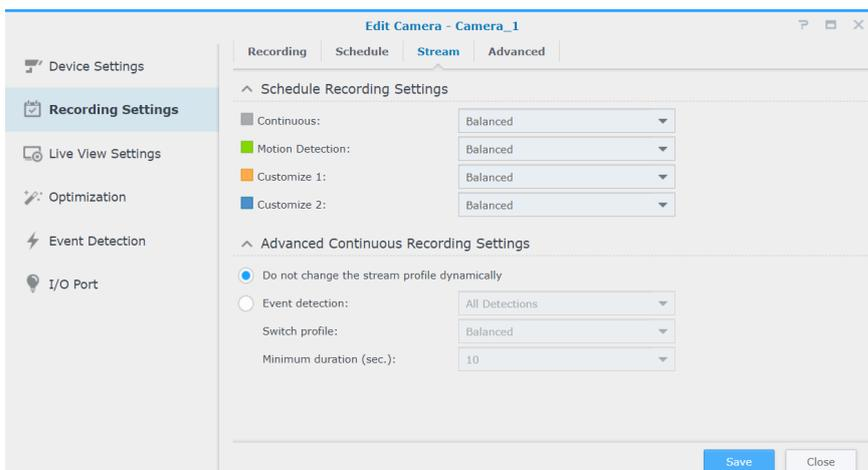 Edit Camera - Camera_1
Device Settings
Recording Settings
Live View Settings
Optimization
Event Detection
I/O Port
Recording Schedule Stream Advanced
Schedule Recording Settings
Continuous: Balanced
Motion Detection: Balanced
Customize 1: Balanced
Customize 2: Balanced
Advanced Continuous Recording Settings
Do not change the stream profile dynamically
Event detection: All Detections
Switch profile: Balanced
Minimum duration (sec.): 10
Save Close